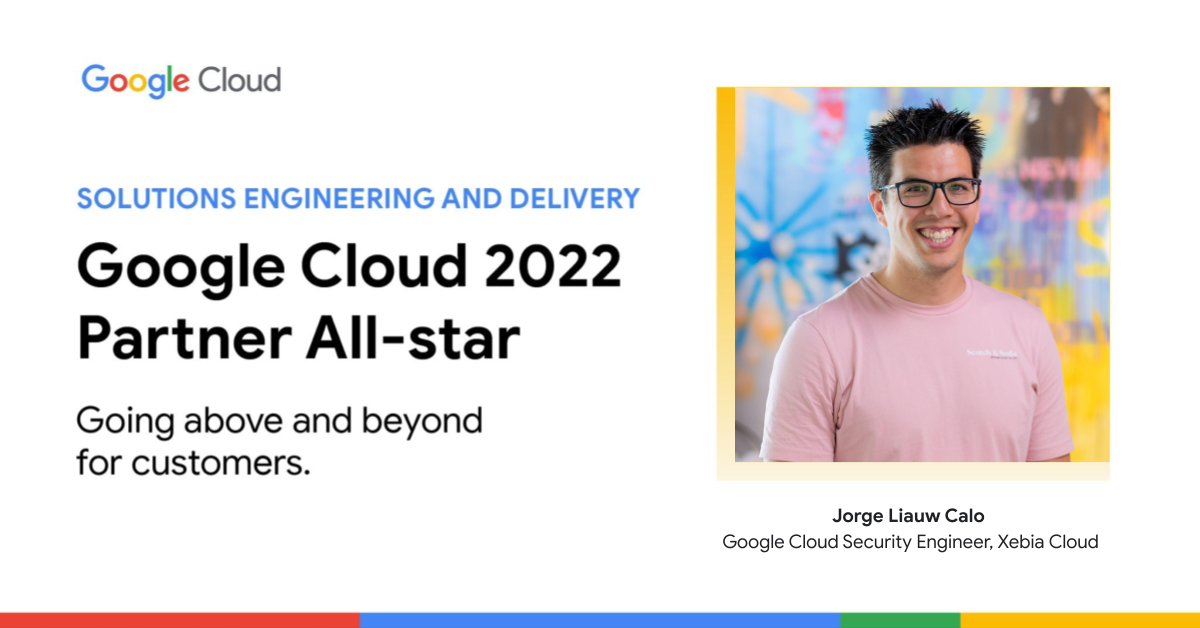 Google Cloud
SOLUTIONS ENGINEERING AND DELIVERY
Google Cloud 2022
Partner All-star
Going above and beyond
for customers.
Jorge Liauw Calo
Google Cloud Security Engineer, Xebia Cloud